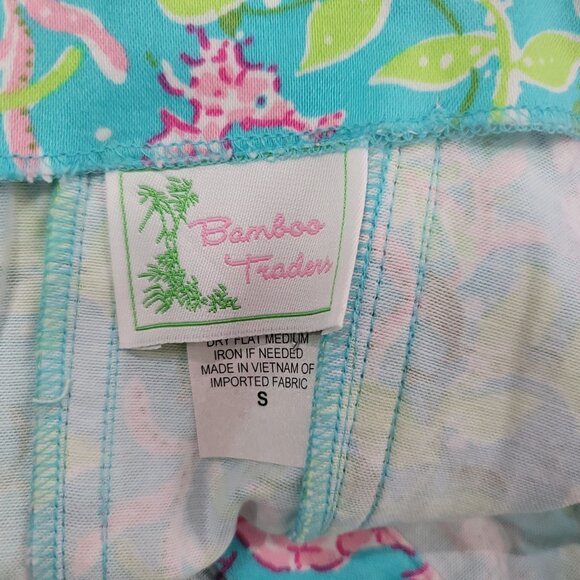 Bamboo
Traders
DRY FLAT MEDIUM
IRON IF NEEDED
MADE IN VIETNAM OF
IMPORTED FABRIC
S